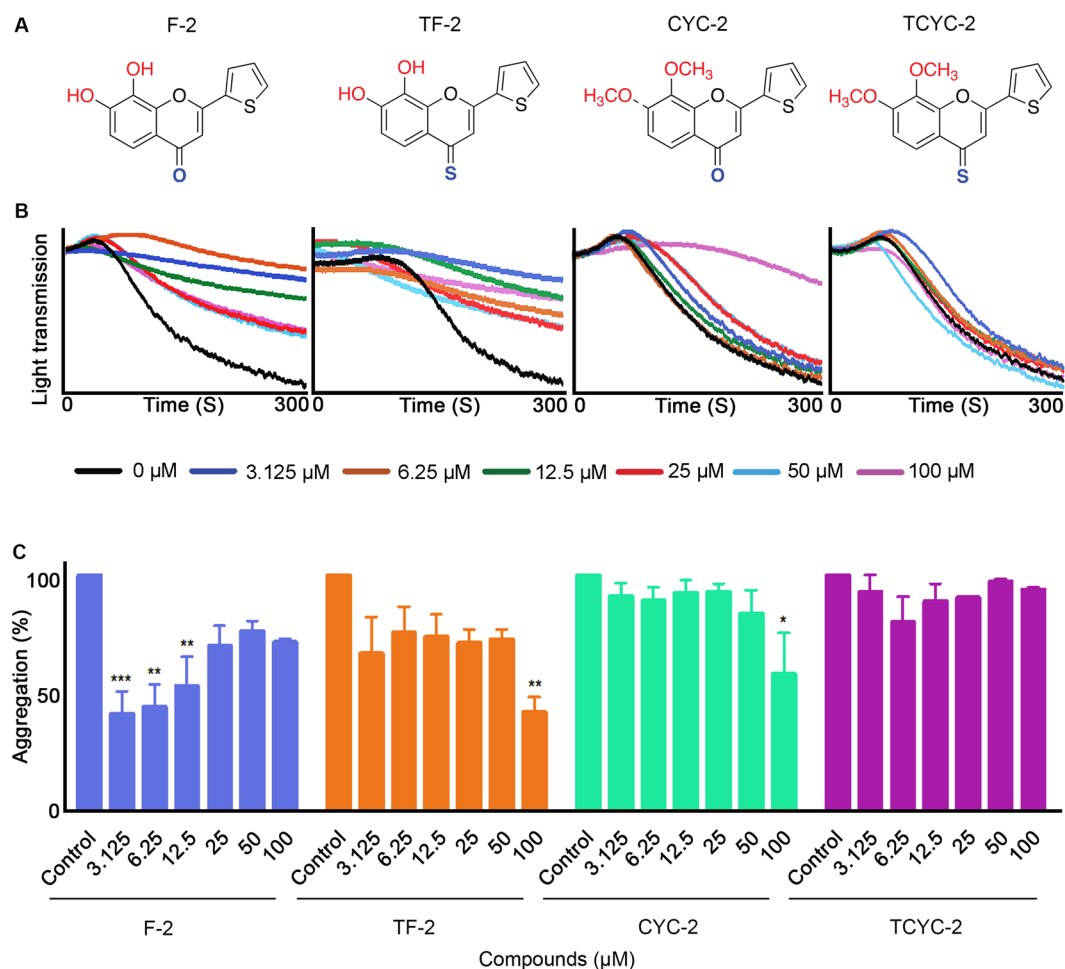 A F-2 TF-2 CYC-2 TCYC-2
OH OH OCH3 OCH3
HO O S HO O S H3CO O S H3CO O S
O S O S
B
Light transmission
0 Time (S) 300 0 Time (S) 300 0 Time (S) 300 0 Time (S) 300
0 µM 3.125 µM 6.25 µM 12.5 µM 25 µM 50 µM 100 µM
C
Aggregation (%)
100
50
0
*** ** ** ** *
Control 3.125 6.25 12.5 25 50 100 Control 3.125 6.25 12.5 25 50 100 Control 3.125 6.25 12.5 25 50 100 Control 3.125 6.25 12.5 25 50 100
F-2 TF-2 CYC-2 TCYC-2
Compounds (µM)